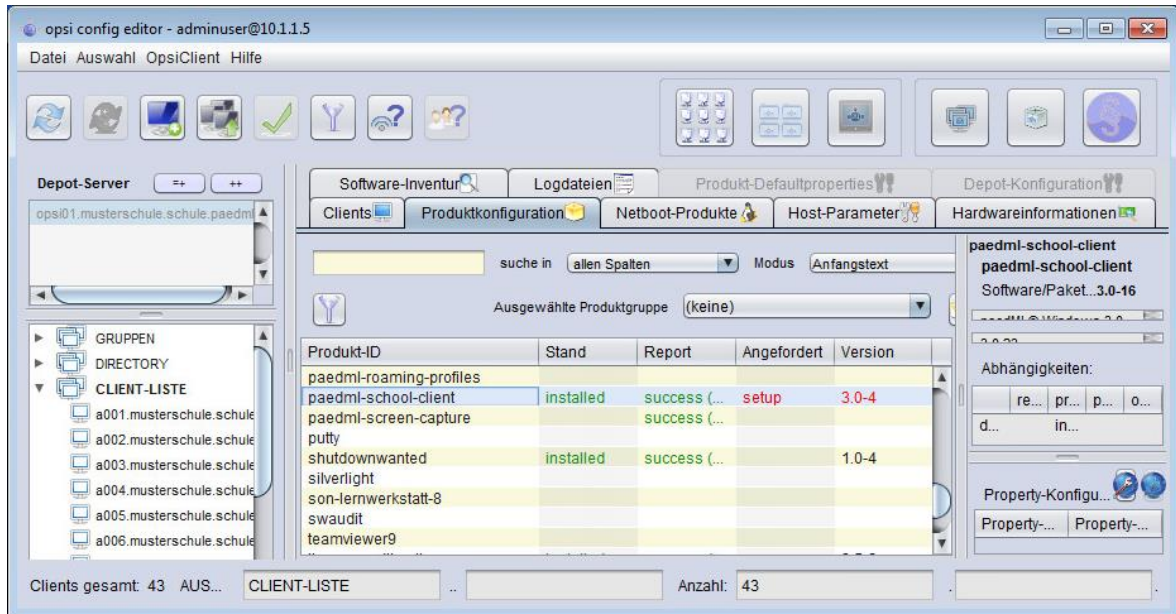 opsi config editor - adminuser@10.1.1.5
Datei Auswahl OpsiClient Hilfe
Depot-Server =+ ++
opsi01.musterschule.schule.paedml
GRUPPEN
DIRECTORY
CLIENT-LISTE
a001.musterschule.schule
a002.musterschule.schule
a003.musterschule.schule
a004.musterschule.schule
a005.musterschule.schule
a006.musterschule.schule
Software-Inventur Logdateien Produkt-Defaultproperties Depot-Konfiguration
Clients Produktkonfiguration Netboot-Produkte Host-Parameter Hardwareinformationen
suche in allen Spalten Modus Anfangstext
Ausgewählte Produktgruppe (keine)
Produkt-ID Stand Report Angefordert Version
paedml-roaming-profiles
paedml-school-client installed success (... setup 3.0-4
paedml-screen-capture success (...
putty
shutdownwanted installed success (... 1.0-4
silverlight
son-lernwerkstatt-8
swaudit
teamviewer9
paedml-school-client
paedml-school-client
Software/Paket...3.0-16
Abhängigkeiten:
re... pr... p... o...
d... in...
Property-Konfigu...
Property-... Property-...
Clients gesamt: 43 AUS... CLIENT-LISTE .. Anzahl: 43 . .